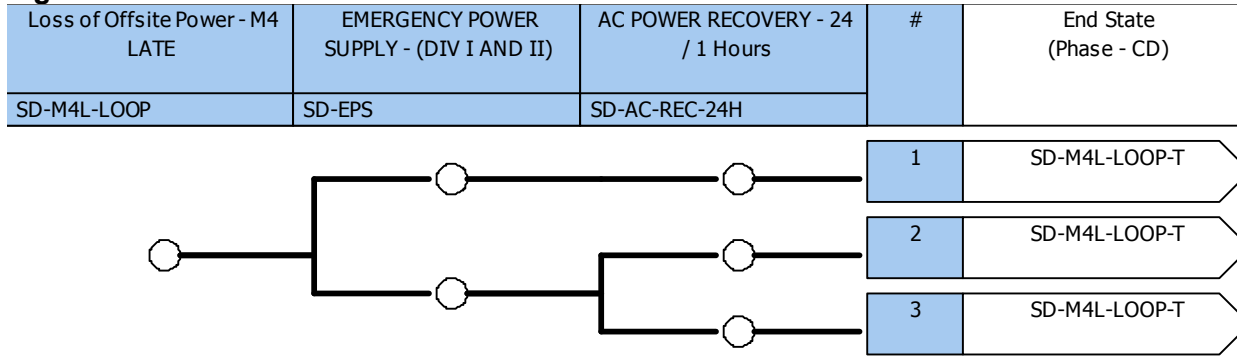 Loss of Offsite Power - M4
LATE
EMERGENCY POWER
SUPPLY - (DIV I AND II)
AC POWER RECOVERY - 24
/ 1 Hours
#
End State
(Phase - CD)
SD-M4L-LOOP
SD-EPS
SD-AC-REC-24H
1
SD-M4L-LOOP-T
2
SD-M4L-LOOP-T
3
SD-M4L-LOOP-T